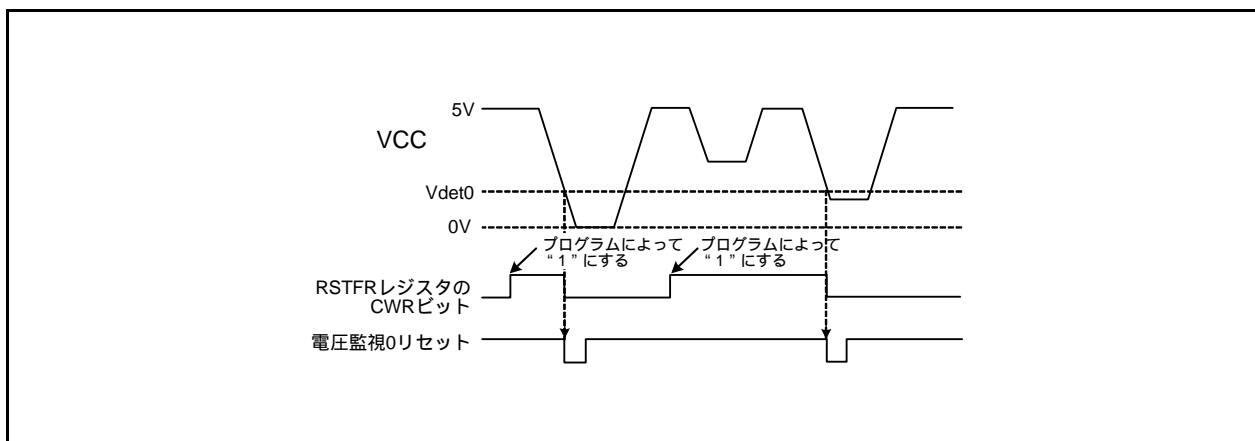 5V
VCC
Vdet0
0V
プログラムによって
“1”にする
プログラムによって
“1”にする
RSTFRレジスタの
CWRビット
電圧監視0リセット